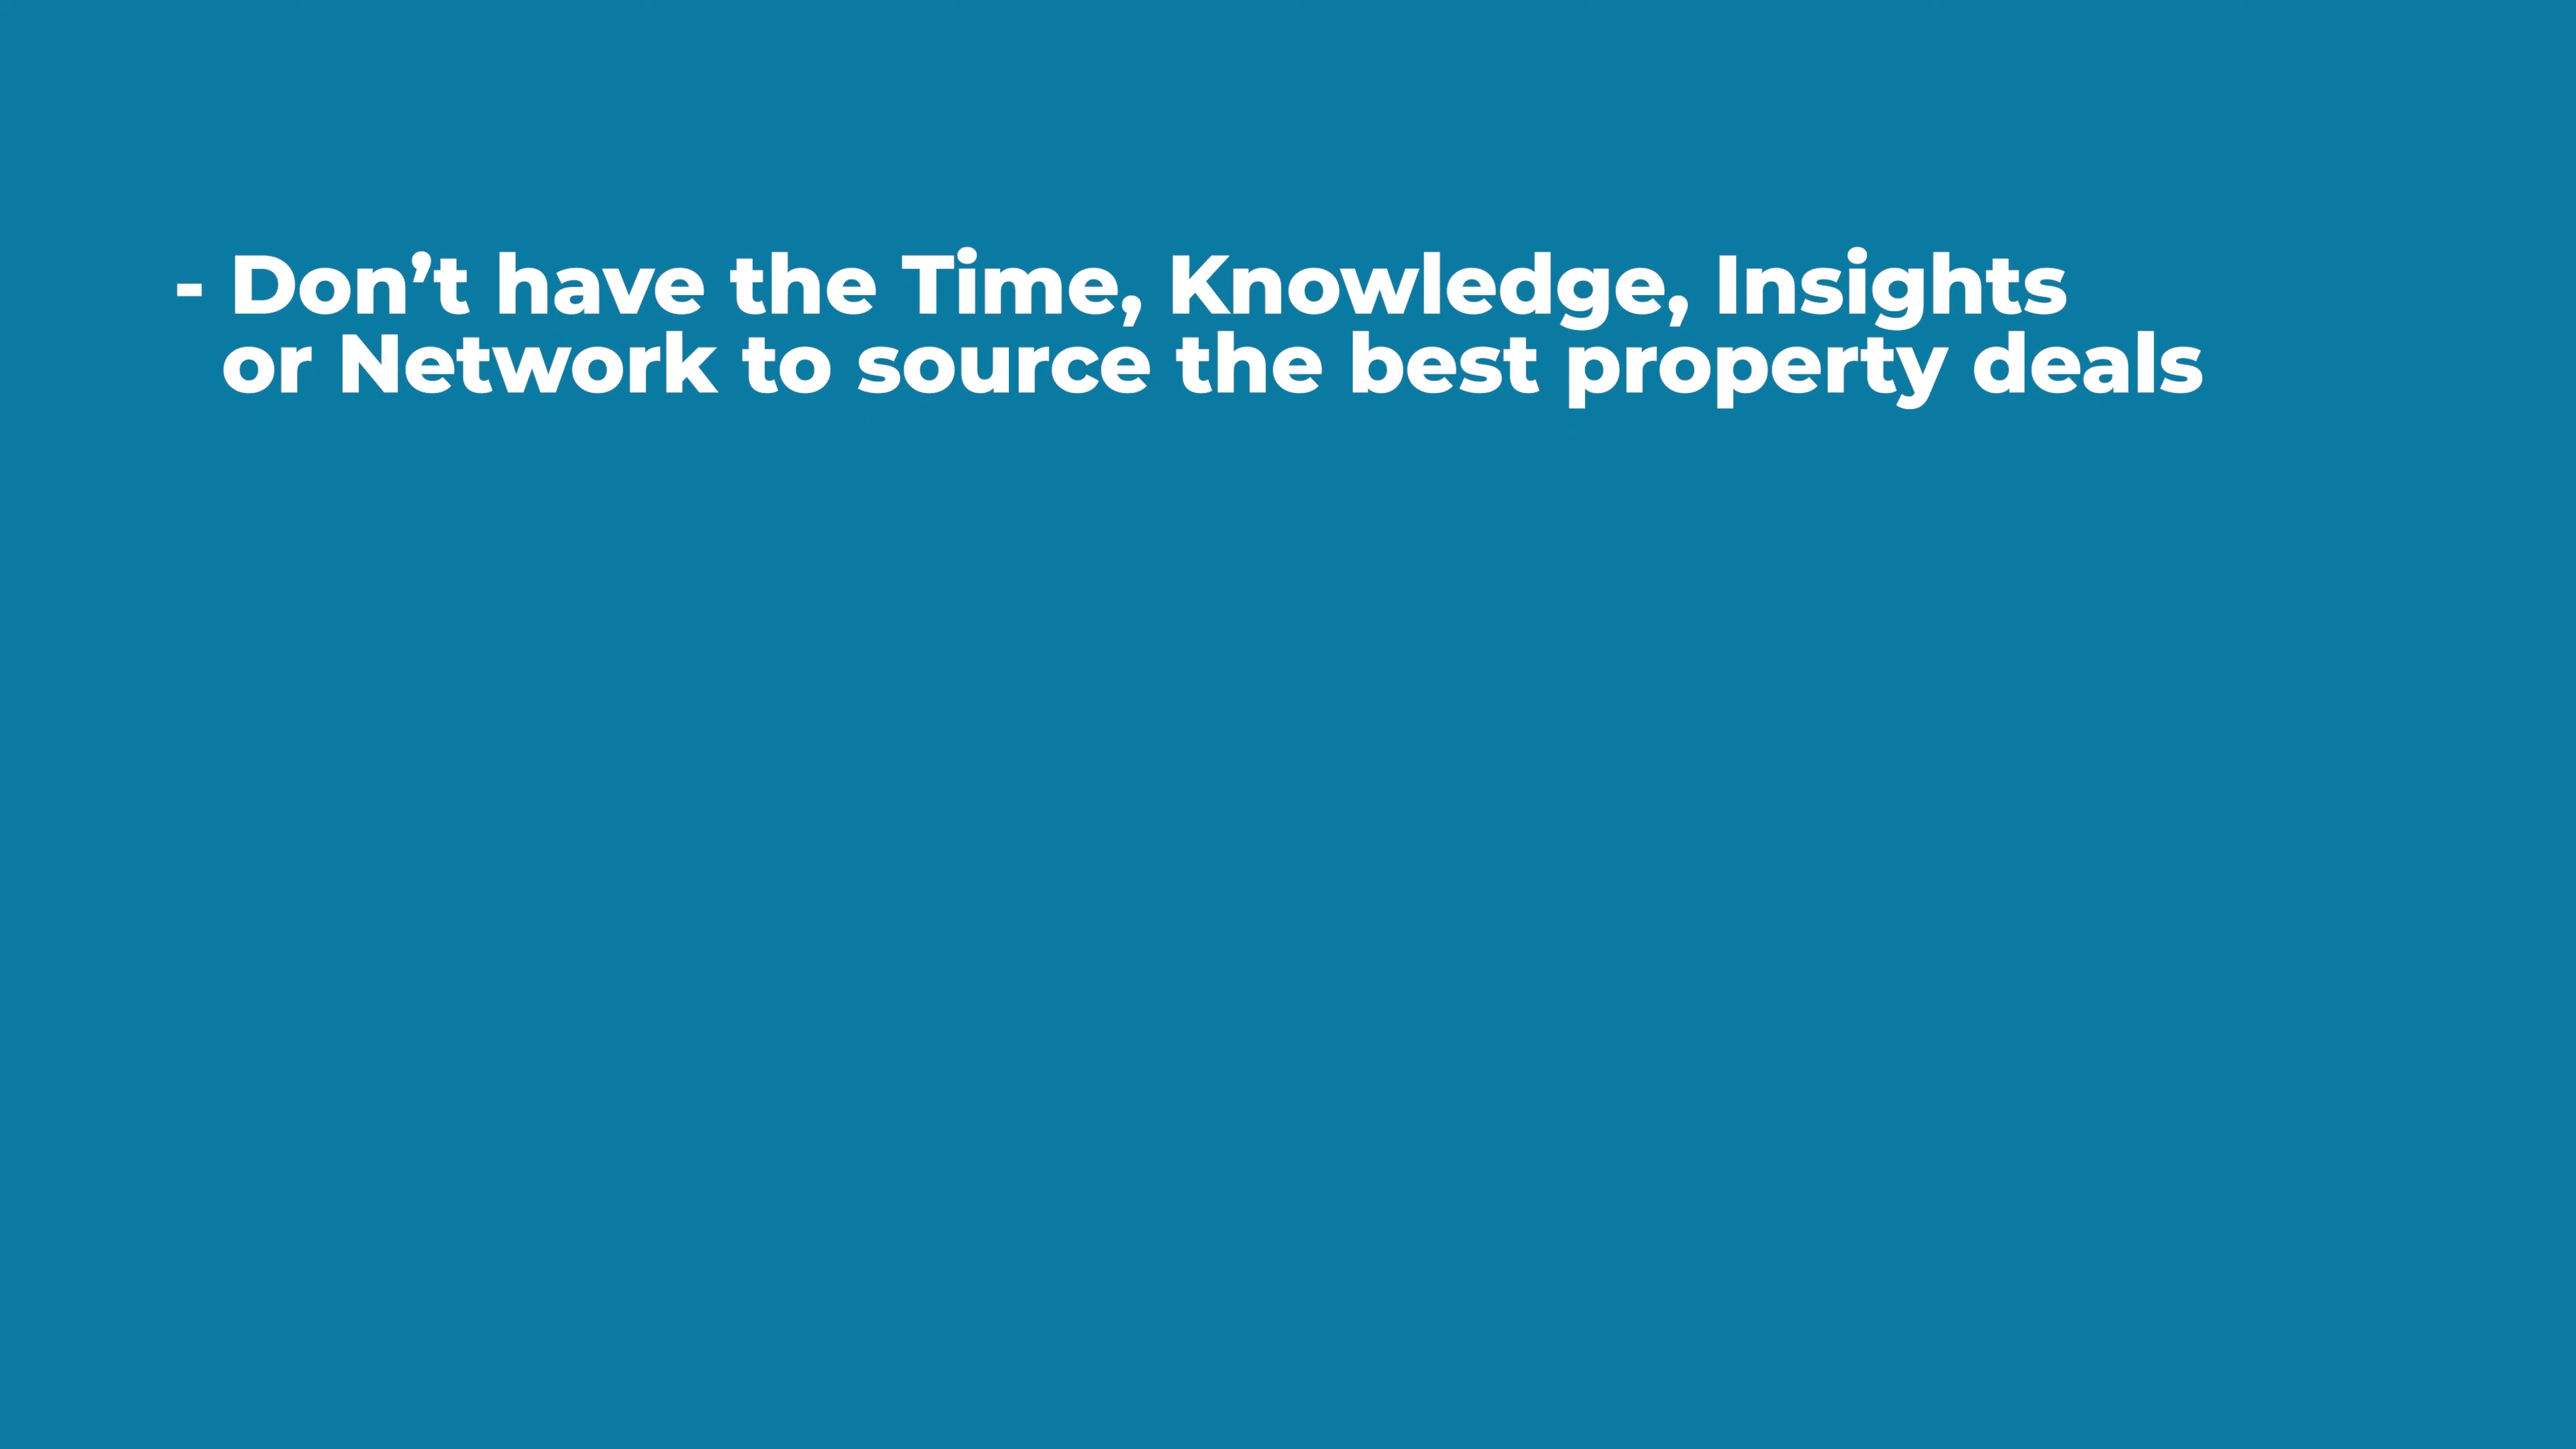 - Don’t have the Time, Knowledge, Insights
or Network to source the best property deals